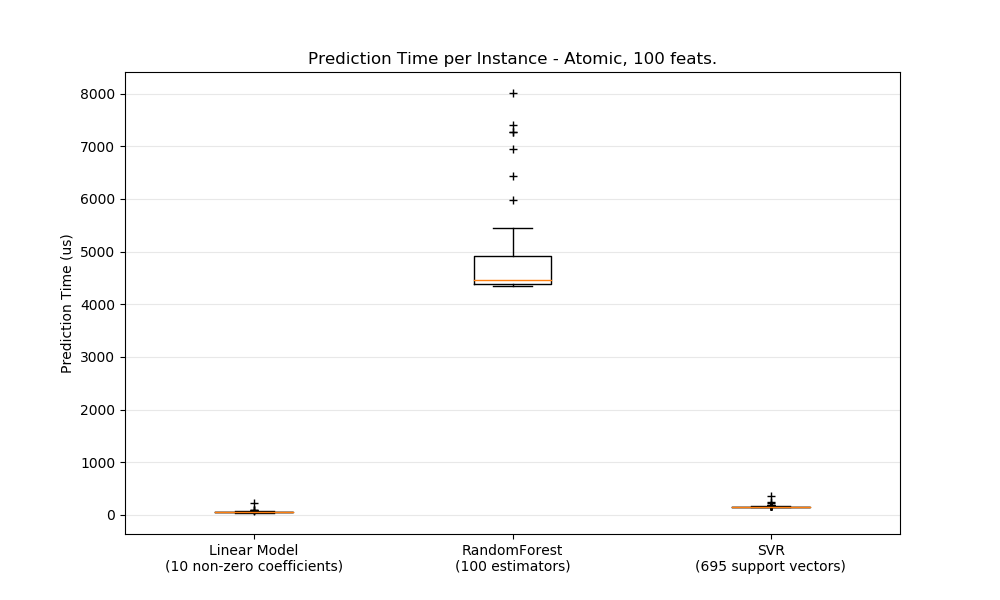 Prediction Time per Instance - Atomic, 100 feats.
Prediction Time (us)
8000
7000
6000
5000
4000
3000
2000
1000
0
Linear Model
(10 non-zero coefficients)
RandomForest
(100 estimators)
SVR
(695 support vectors)